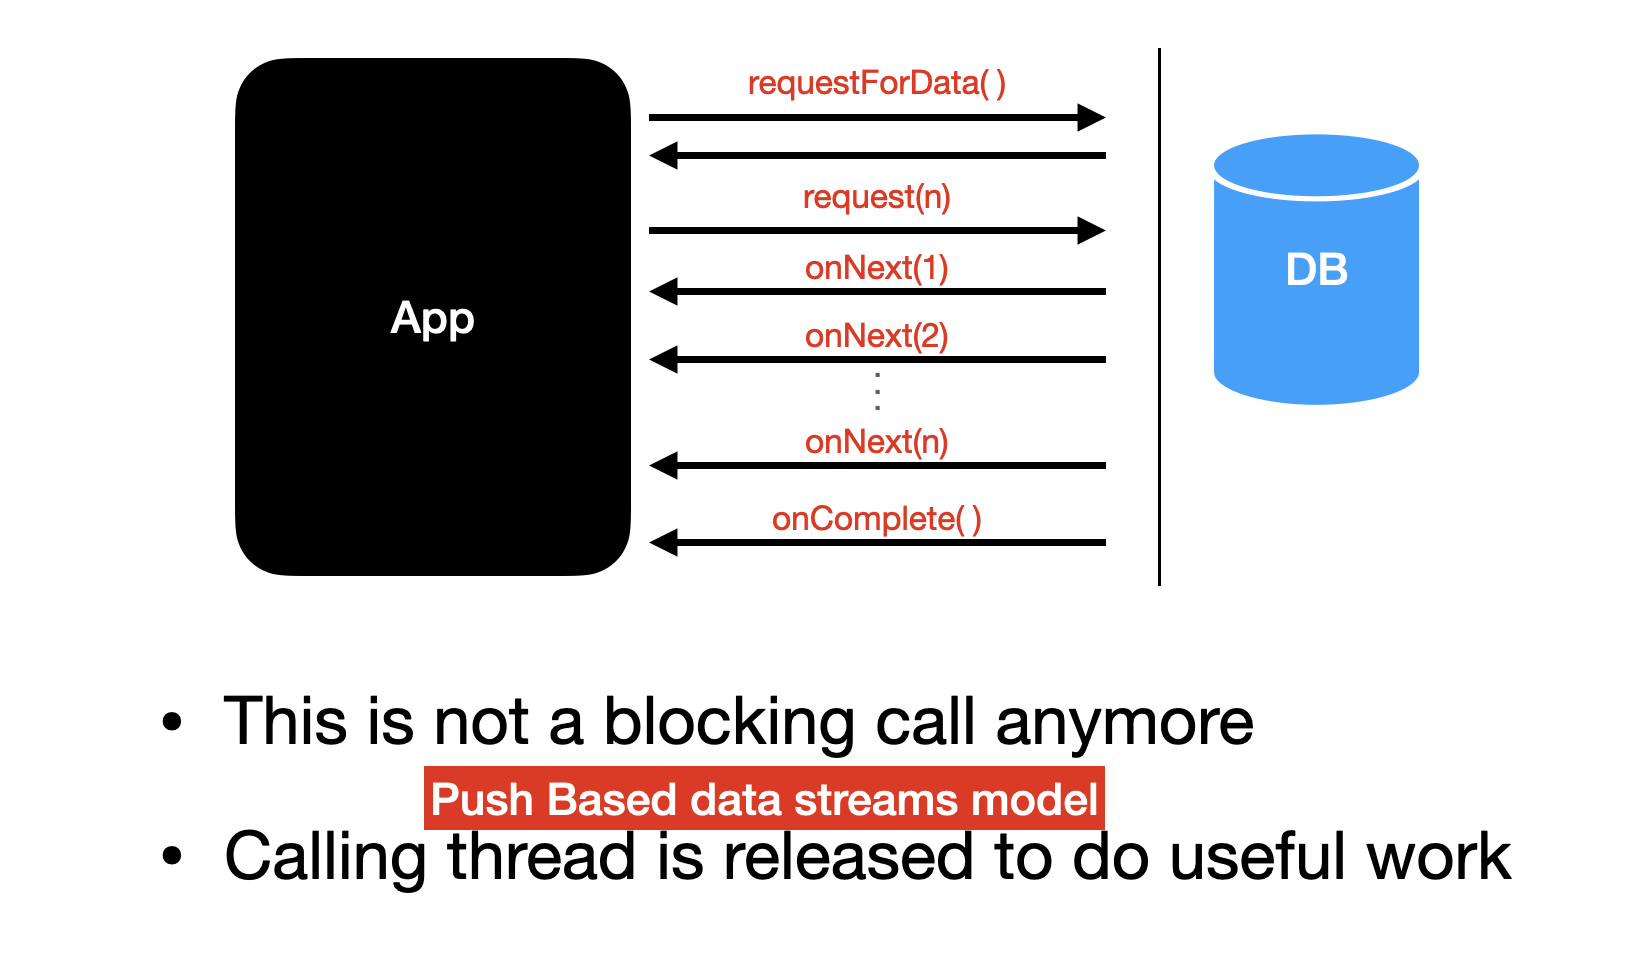 requestForData( )
request(n)
onNext(1)
onNext(2)
onNext(n)
onComplete( )
App
DB
• This is not a blocking call anymore
Push Based data streams model
• Calling thread is released to do useful work